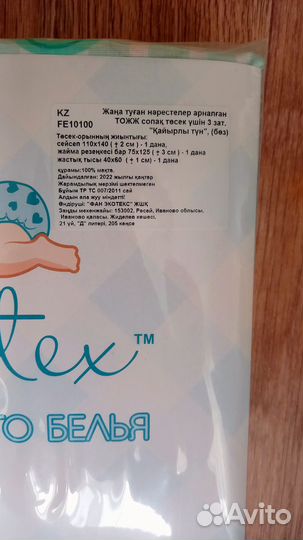 KZ
FE10100
Жаңа туған нәрестелер арналған
ТОЖЖ сопақ төсек үшін 3 зат.
"Қайырлы түн", (бөз)
Төсек-орынның жиынтығы:
сейсеп 110х140 ( ± 2 см ) - 1 дана,
жайма резеңкесі бар 75х125 ( ± 3 см ) - 1 дана
жастық тысы 40х60 ( ± 1 см ) - 1 дана
құрамы:100% мақта.
Дайындалған: 2022 жылғы қаңтар
Жарамдылық мерзімі шектелмеген
Бұйым ТР ТС 007/2011 сәй
Алдын ала жуу міндетті!
Өндіруші: "ФАН ЭКОТЕКС" ЖШҚ
Заңды мекенжайы: 153002, Ресей, Иваново облысы,
Иваново қаласы. Жиделев көшесі,
21 үй, "Д" литері, 205 кеңсе
tex™
ГО БЕЛЬЯ
Avito